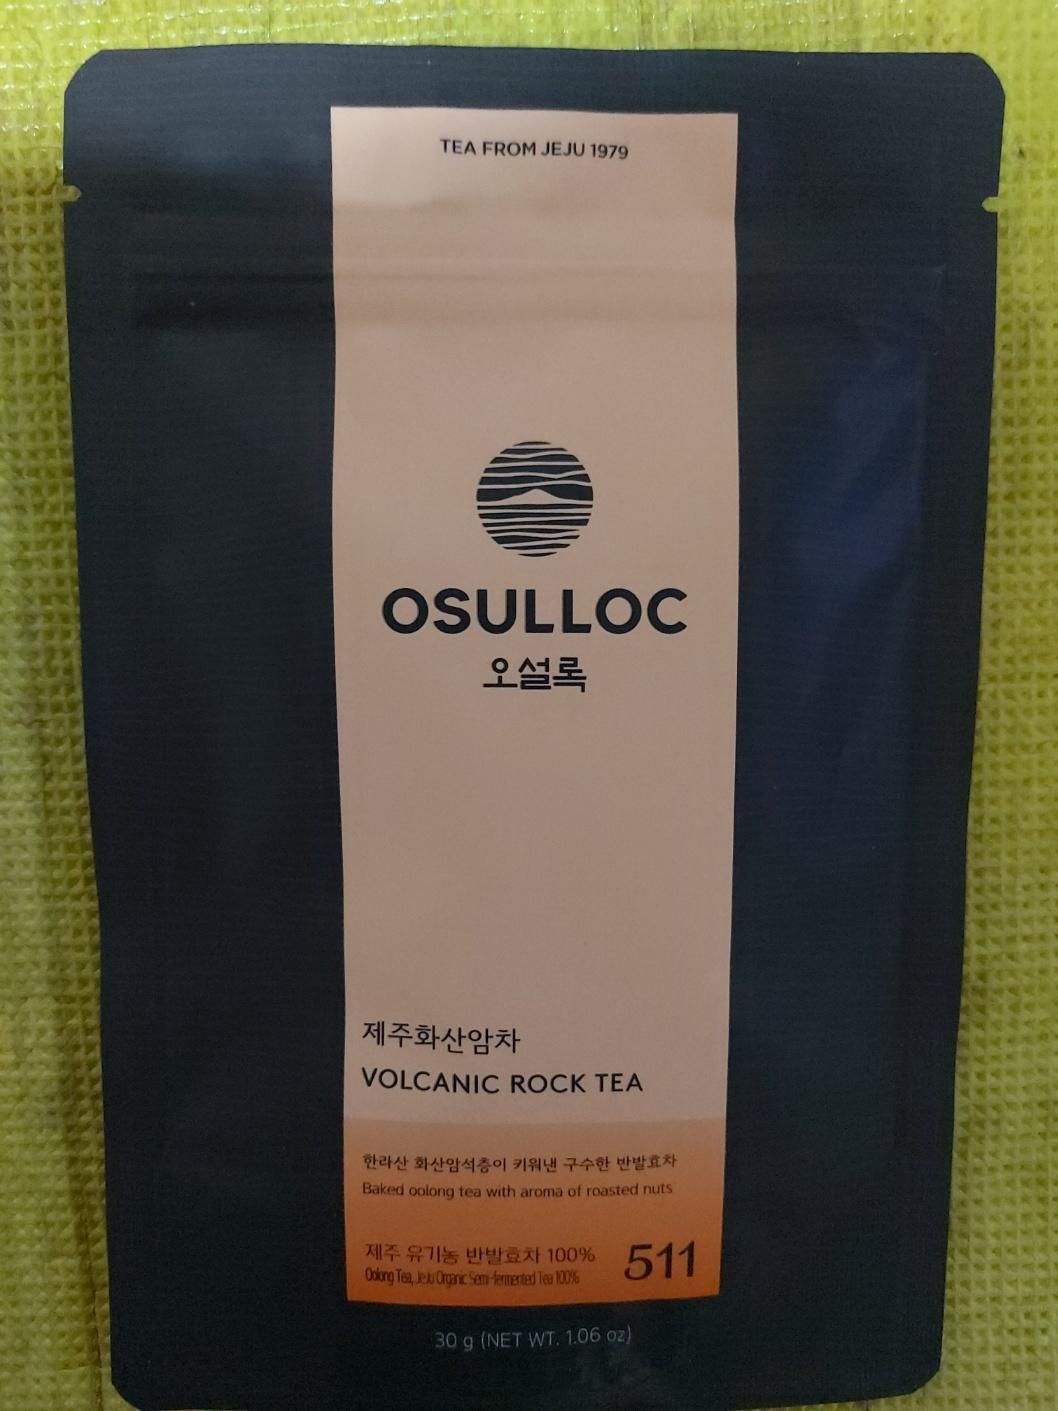 TEA FROM JEJU 1979
OSULLOC
오설록
제주화산암차
VOLCANIC ROCK TEA
한라산 화산암석층이 키워낸 구수한 반발효차
Baked oolong tea with aroma of roasted nuts
제주 유기농 반발효차 100%
Oolong Tea, JeJu Organic Semi-fermented Tea 100%
511
30 g (NET WT. 1.06 oz)